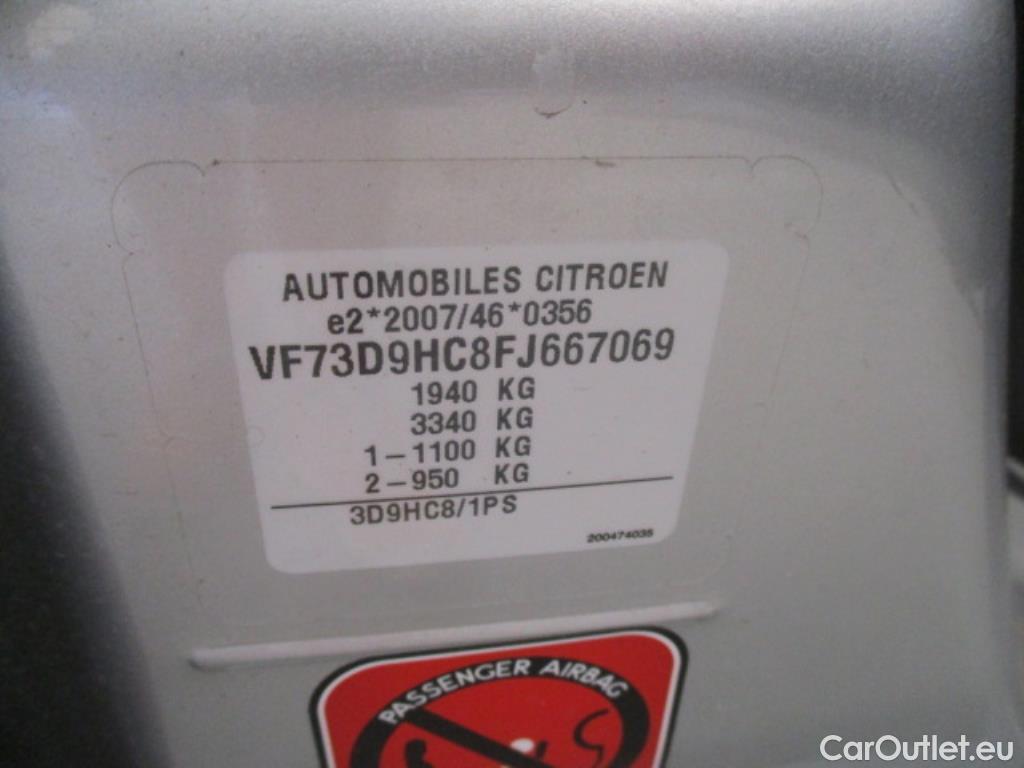 AUTOMOBILES CITROEN
e2*2007/46*0356
VF73D9HC8FJ667069
1940 KG
3340 KG
1-1100 KG
2-950 KG
3D9HC8/1PS
200474035
PASSENGER AIRBAG
CarOutlet.eu